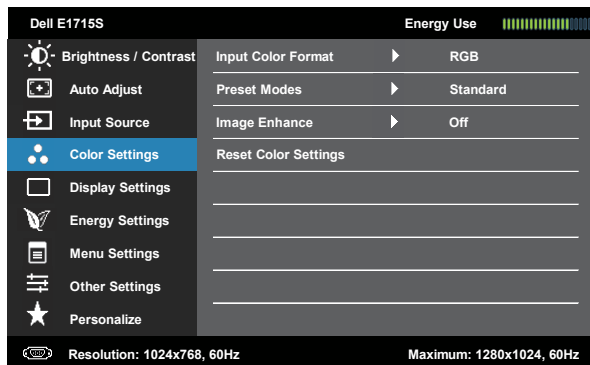 Dell E1715S Energy Use
Brightness / Contrast Input Color Format RGB
Auto Adjust Preset Modes Standard
Input Source Image Enhance Off
Color Settings Reset Color Settings
Display Settings
Energy Settings
Menu Settings
Other Settings
Personalize
Resolution: 1024x768, 60Hz Maximum: 1280x1024, 60Hz